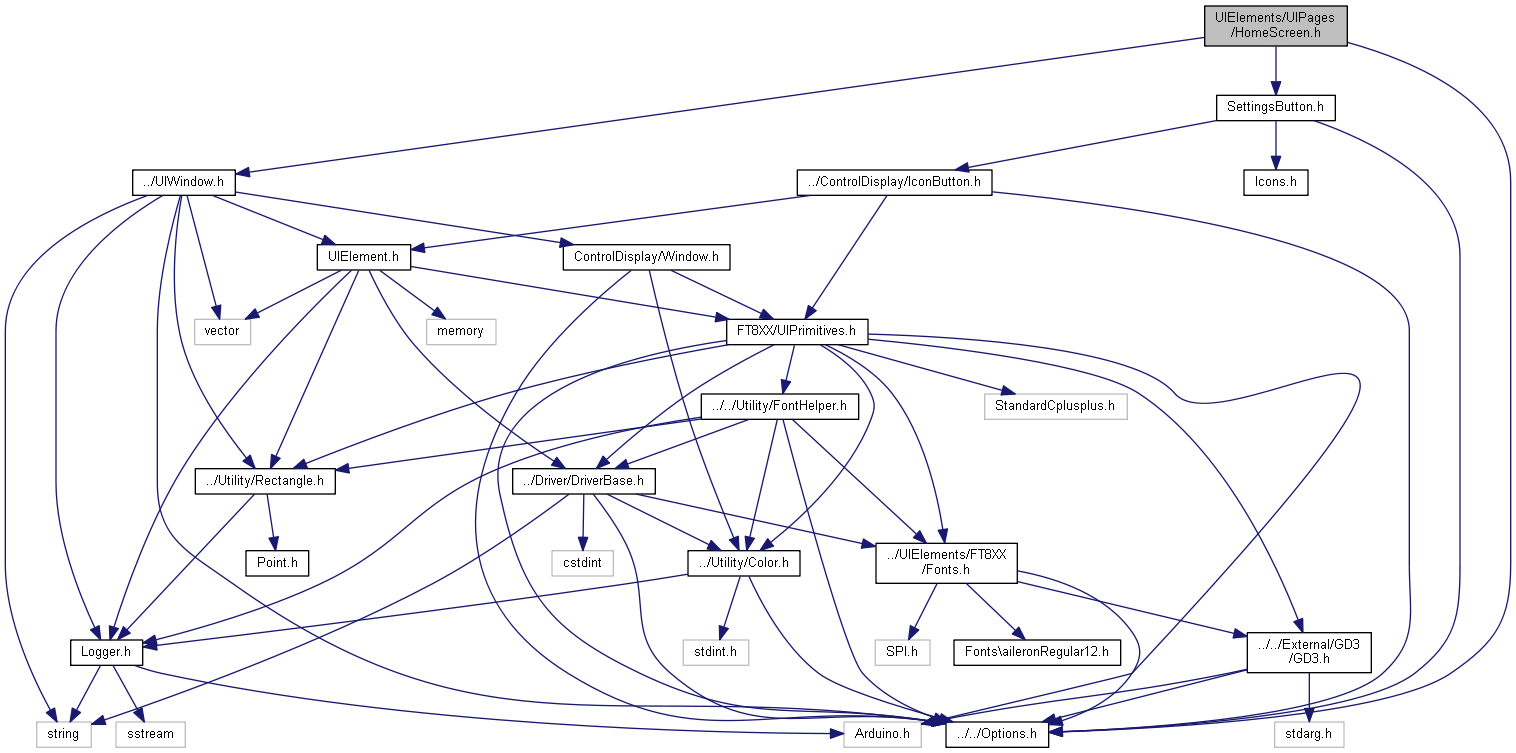 UIElements/UIPages
/HomeScreen.h
SettingsButton.h
../UIWindow.h
../ControlDisplay/IconButton.h
Icons.h
UIElement.h
ControlDisplay/Window.h
vector
memory
FT8XX/UIPrimitives.h
../../Utility/FontHelper.h
StandardCplusplus.h
../Utility/Rectangle.h
../Driver/DriverBase.h
Point.h
cstdint
../Utility/Color.h
../UIElements/FT8XX
/Fonts.h
Logger.h
stdint.h
SPI.h
Fonts\aileronRegular12.h
../../External/GD3
/GD3.h
string
sstream
Arduino.h
../../Options.h
stdarg.h